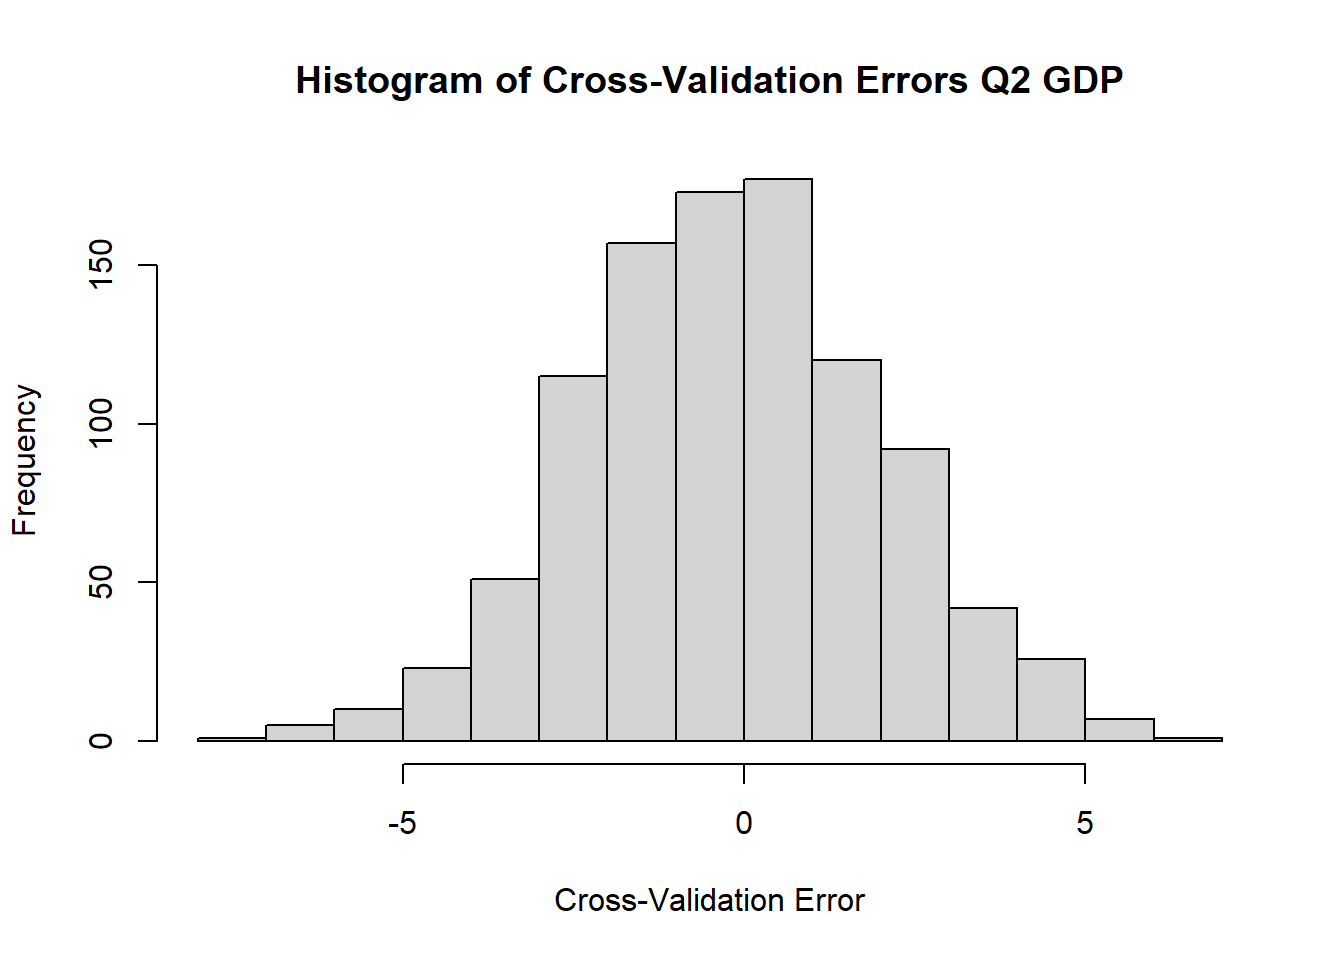 Histogram of Cross-Validation Errors Q2 GDP
Frequency
150
100
50
0
-5 0 5
Cross-Validation Error